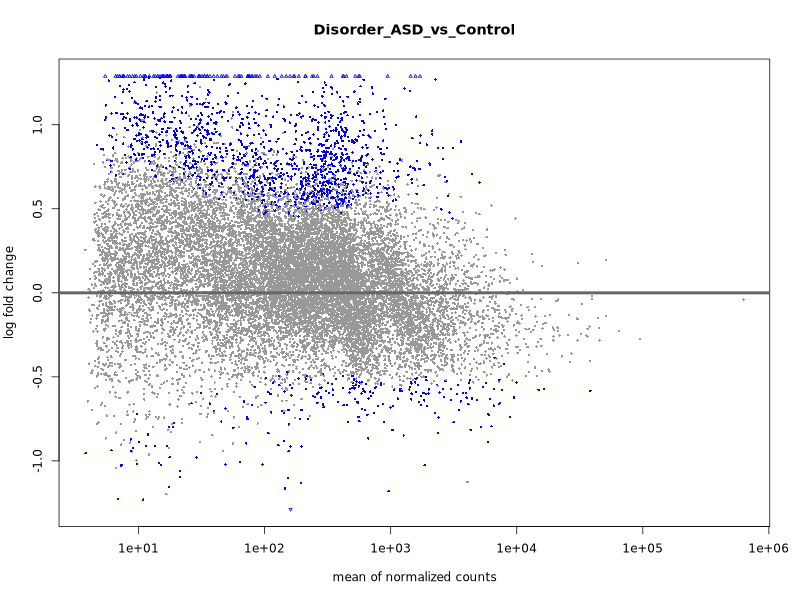 Disorder_ASD_vs_Control
1.0
0.5
0.0
-0.5
-1.0
log fold change
1e+01 1e+02 1e+03 1e+04 1e+05 1e+06
mean of normalized counts